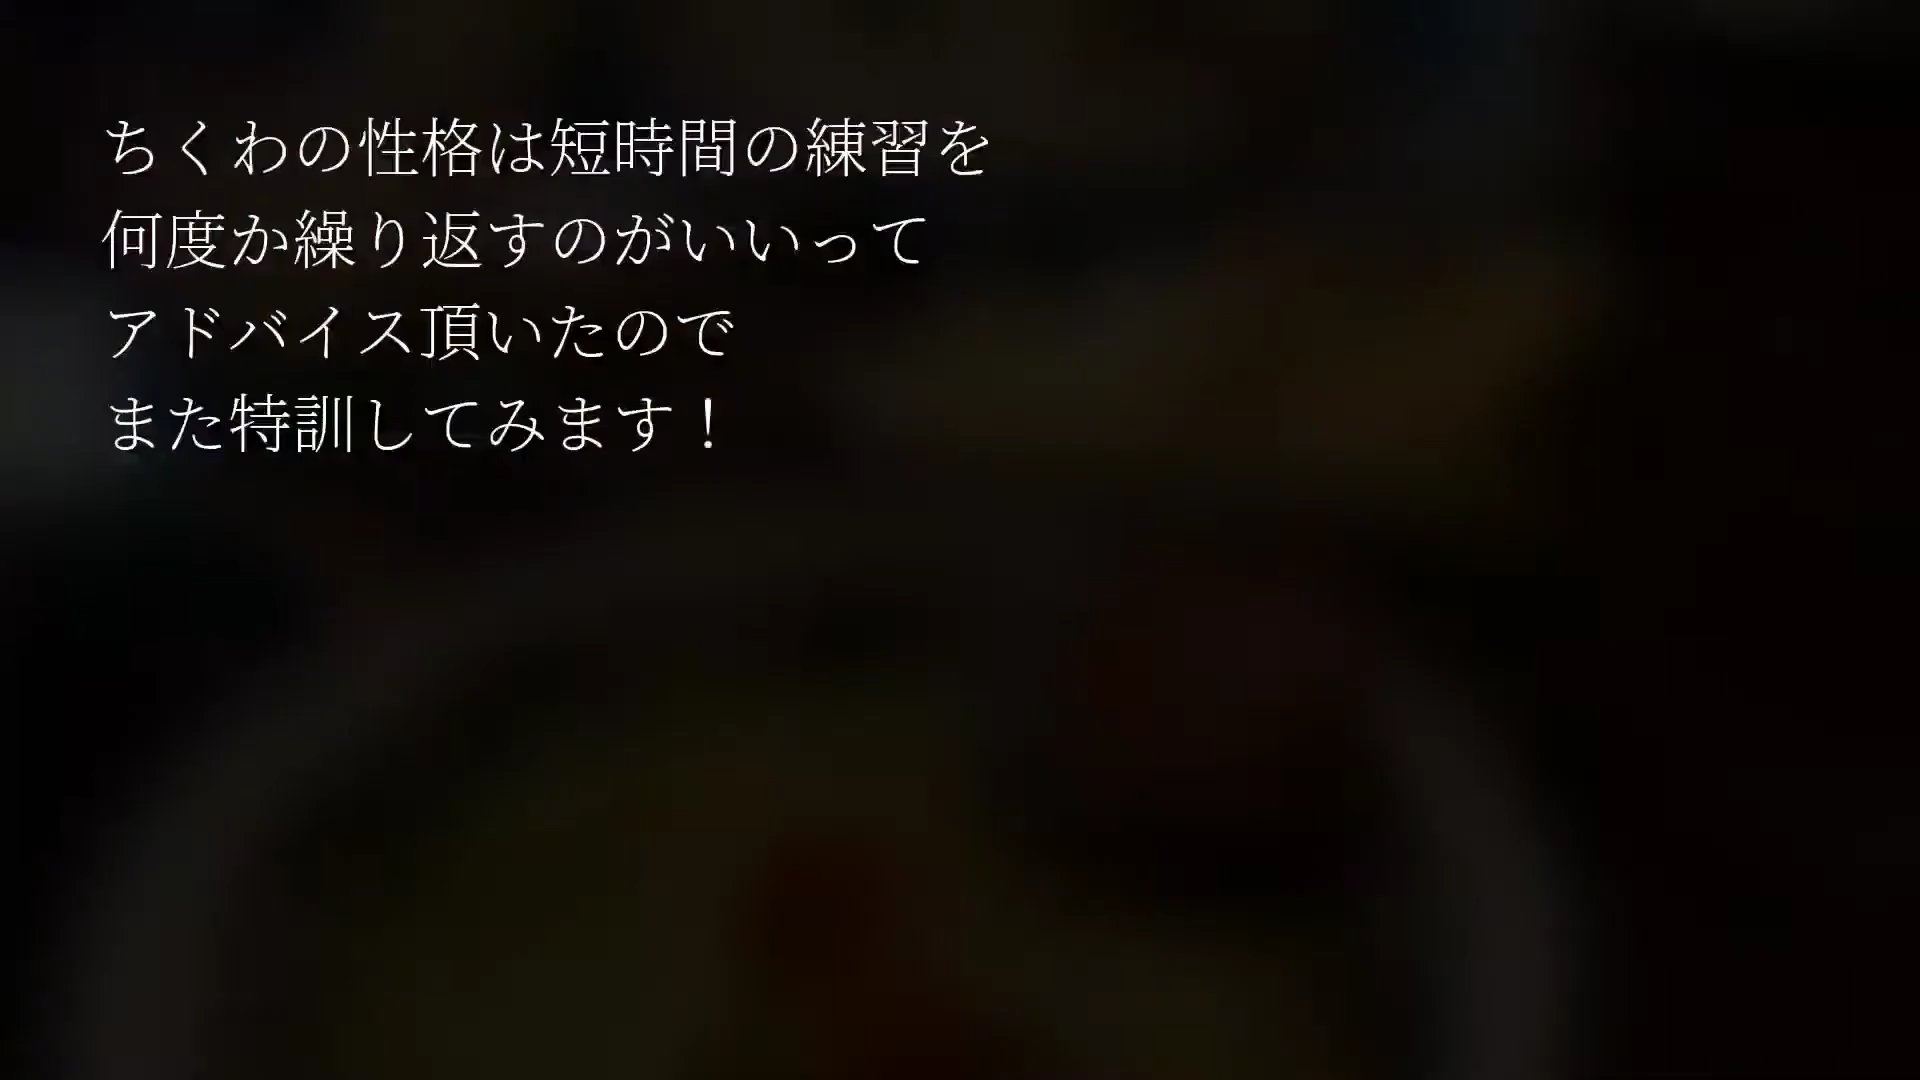 ちくわの性格は短時間の練習を
何度か繰り返すのがいいって
アドバイス頂いたので
また特訓してみます！